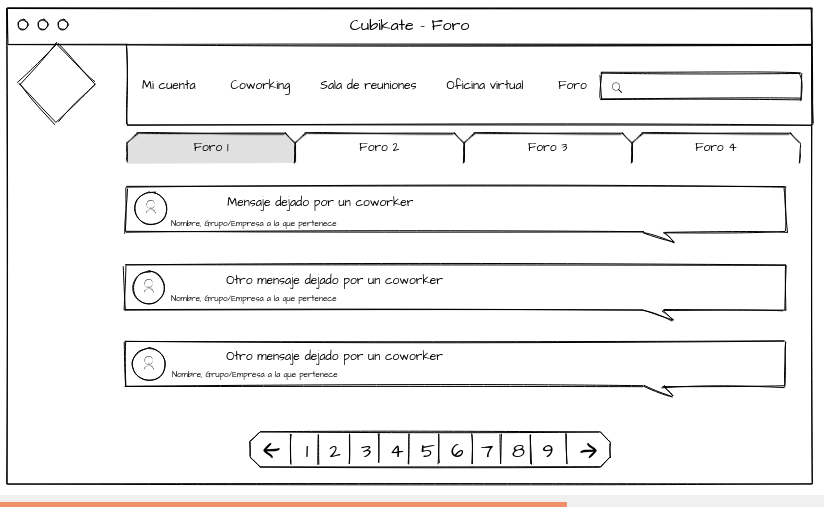 Cubikate - Foro
Mi cuenta Coworking Sala de reuniones Oficina virtual Foro
Foro 1 Foro 2 Foro 3 Foro 4
Mensaje dejado por un coworker
Nombre, Grupo/Empresa a la que pertenece
Otro mensaje dejado por un coworker
Nombre, Grupo/Empresa a la que pertenece
Otro mensaje dejado por un coworker
Nombre, Grupo/Empresa a la que pertenece
← 1 2 3 4 5 6 7 8 9 →